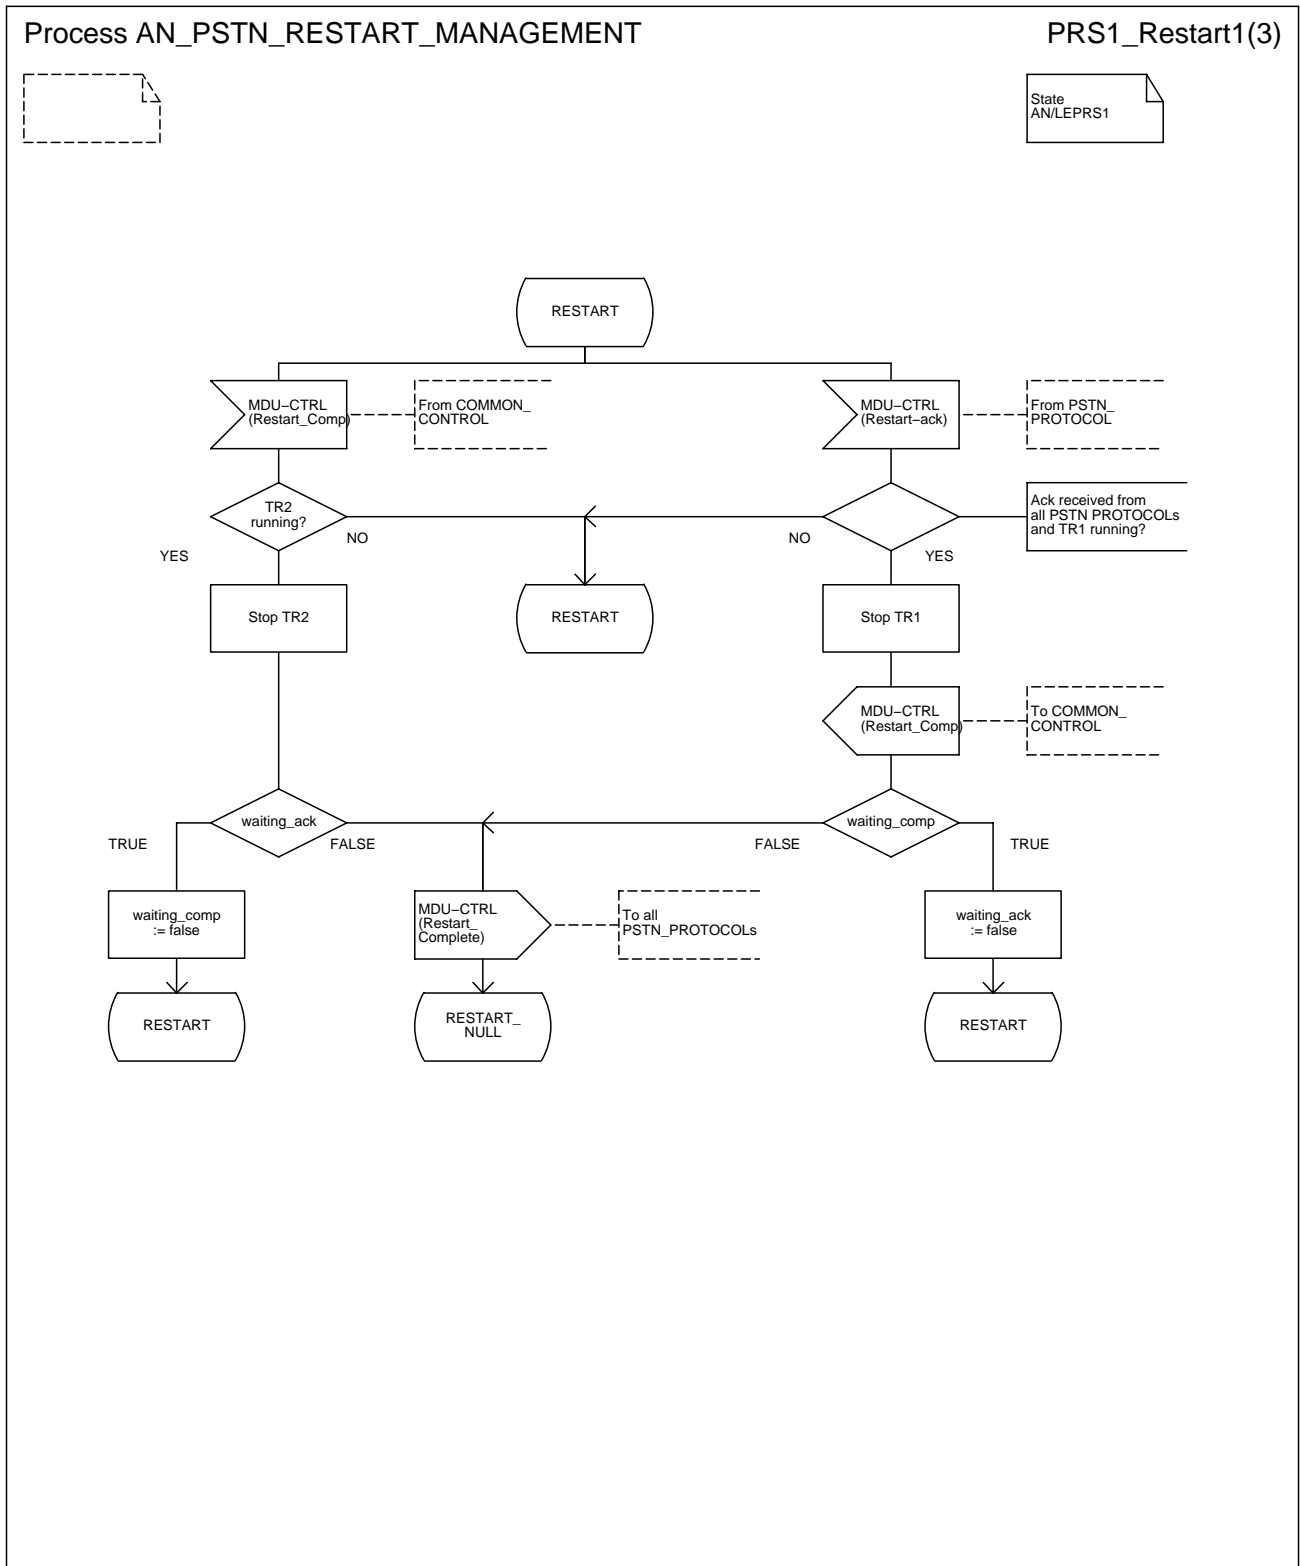 Process AN_PSTN_RESTART_MANAGEMENT
PRS1_Restart1(3)
State
AN/LEPRS1
RESTART
MDU−CTRL
(Restart_Comp)
From COMMON_
CONTROL
MDU−CTRL
(Restart−ack)
From PSTN_
PROTOCOL
TR2
running?
Ack received from
all PSTN PROTOCOLs
and TR1 running?
YES
NO
NO
YES
Stop TR2
RESTART
Stop TR1
MDU−CTRL
(Restart_Comp)
To COMMON_
CONTROL
waiting_ack
waiting_comp
TRUE
FALSE
FALSE
TRUE
waiting_comp
:= false
MDU−CTRL
(Restart_
Complete)
To all
PSTN_PROTOCOLs
waiting_ack
:= false
RESTART
RESTART_
NULL
RESTART